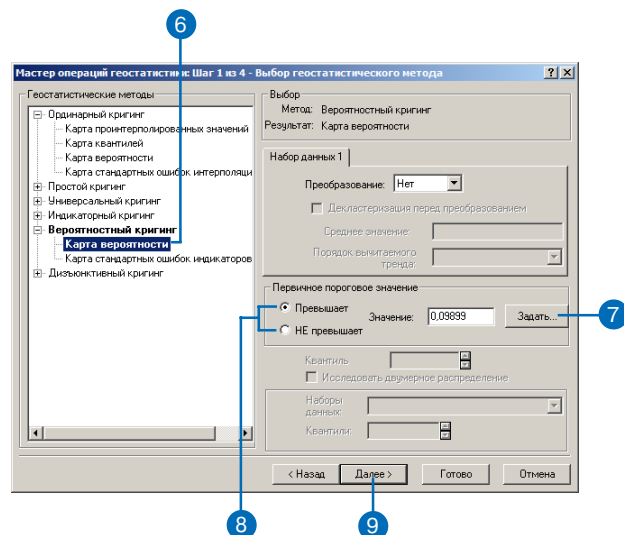 6
Мастер операций геостатистики: Шаг 1 из 4 - Выбор геостатистического метода
Геостатистические методы
Ординарный кригинг
Карта проинтерполированных значений
Карта квантилей
Карта вероятности
Карта стандартных ошибок интерполяци
Простой кригинг
Универсальный кригинг
Индикаторный кригинг
Вероятностный кригинг
Карта вероятности
Карта стандартных ошибок индикаторов
Дизъюнктивный кригинг
Выбор
Метод: Вероятностный кригинг
Результат: Карта вероятности
Набор данных 1
Преобразование: Нет
Декластеризация перед преобразованием
Среднее значение:
Порядок вычитаемого
тренда:
Первичное пороговое значение
Превышает
НЕ превышает
Значение: 0,09899
Задать...
7
8
Квантиль
Исследовать двумерное распределение
Наборы
данных:
Квантили:
< Назад
Далее >
Готово
Отмена
9